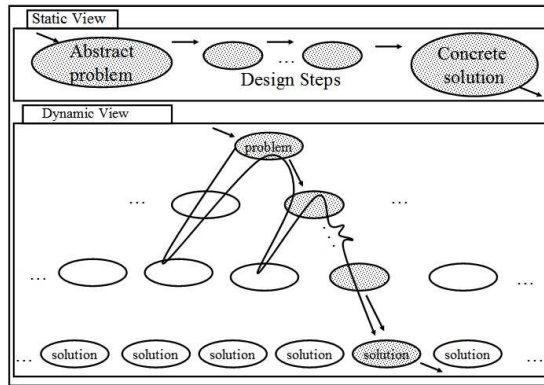 Static View
Abstract
problem
...
Design Steps
Concrete
solution
Dynamic View
problem
... ...
... ...
... solution solution solution solution solution solution ...